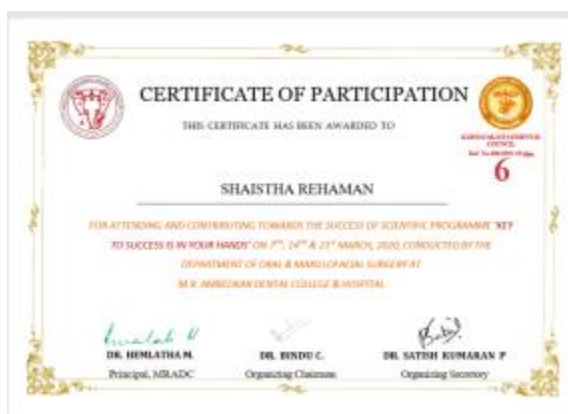 CERTIFICATE OF PARTICIPATION
THIS CERTIFICATE HAS BEEN AWARDED TO
COUNCIL
6
SHAISTHA REHAMAN
FOR ATTENDING AND CONTRIBUTING TOWARDS THE SUCCESS OF SCIENTIFIC PROGRAMME 'KEY
TO SUCCESS IS IN YOUR HANDS' ON 7TH, 14TH & 21ST MARCH, 2020, CONDUCTED BY THE
DEPARTMENT OF ORAL & MAXILLOFACIAL SURGERY AT
M.R. AMBEDKAR DENTAL COLLEGE & HOSPITAL
DR. HEMLATHA M. DR. BINDU C. DR. SATISH KUMARAN P
Principal, MRADC Organizing Chairman Organizing Secretary